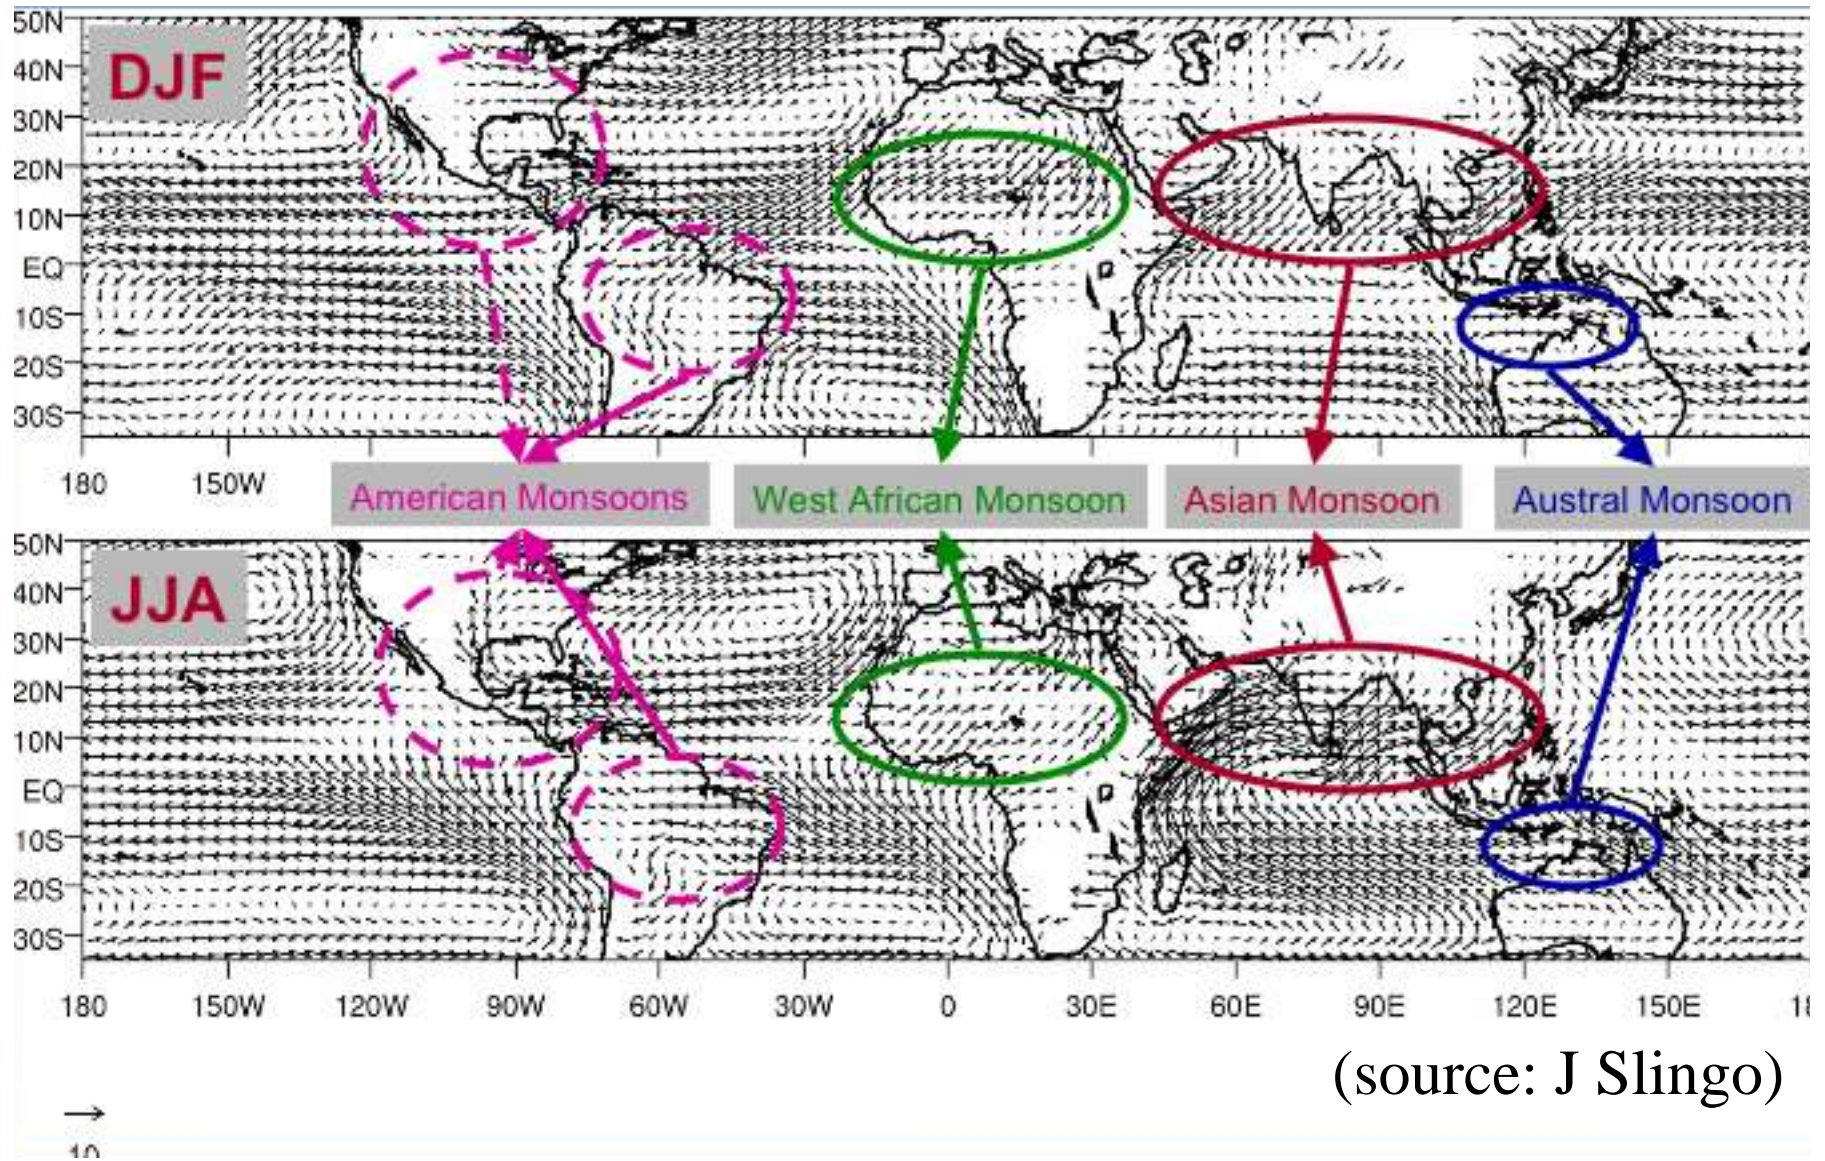 50N
DJF
40N
30N
20N
10N
EQ
10S
20S
30S
180 150W
American Monsoons West African Monsoon Asian Monsoon Austral Monsoon
50N
JJA
40N
30N
20N
10N
EQ
10S
20S
30S
180 150W 120W 90W 60W 30W 0 30E 60E 90E 120E 150E
(source: J Slingo)
10